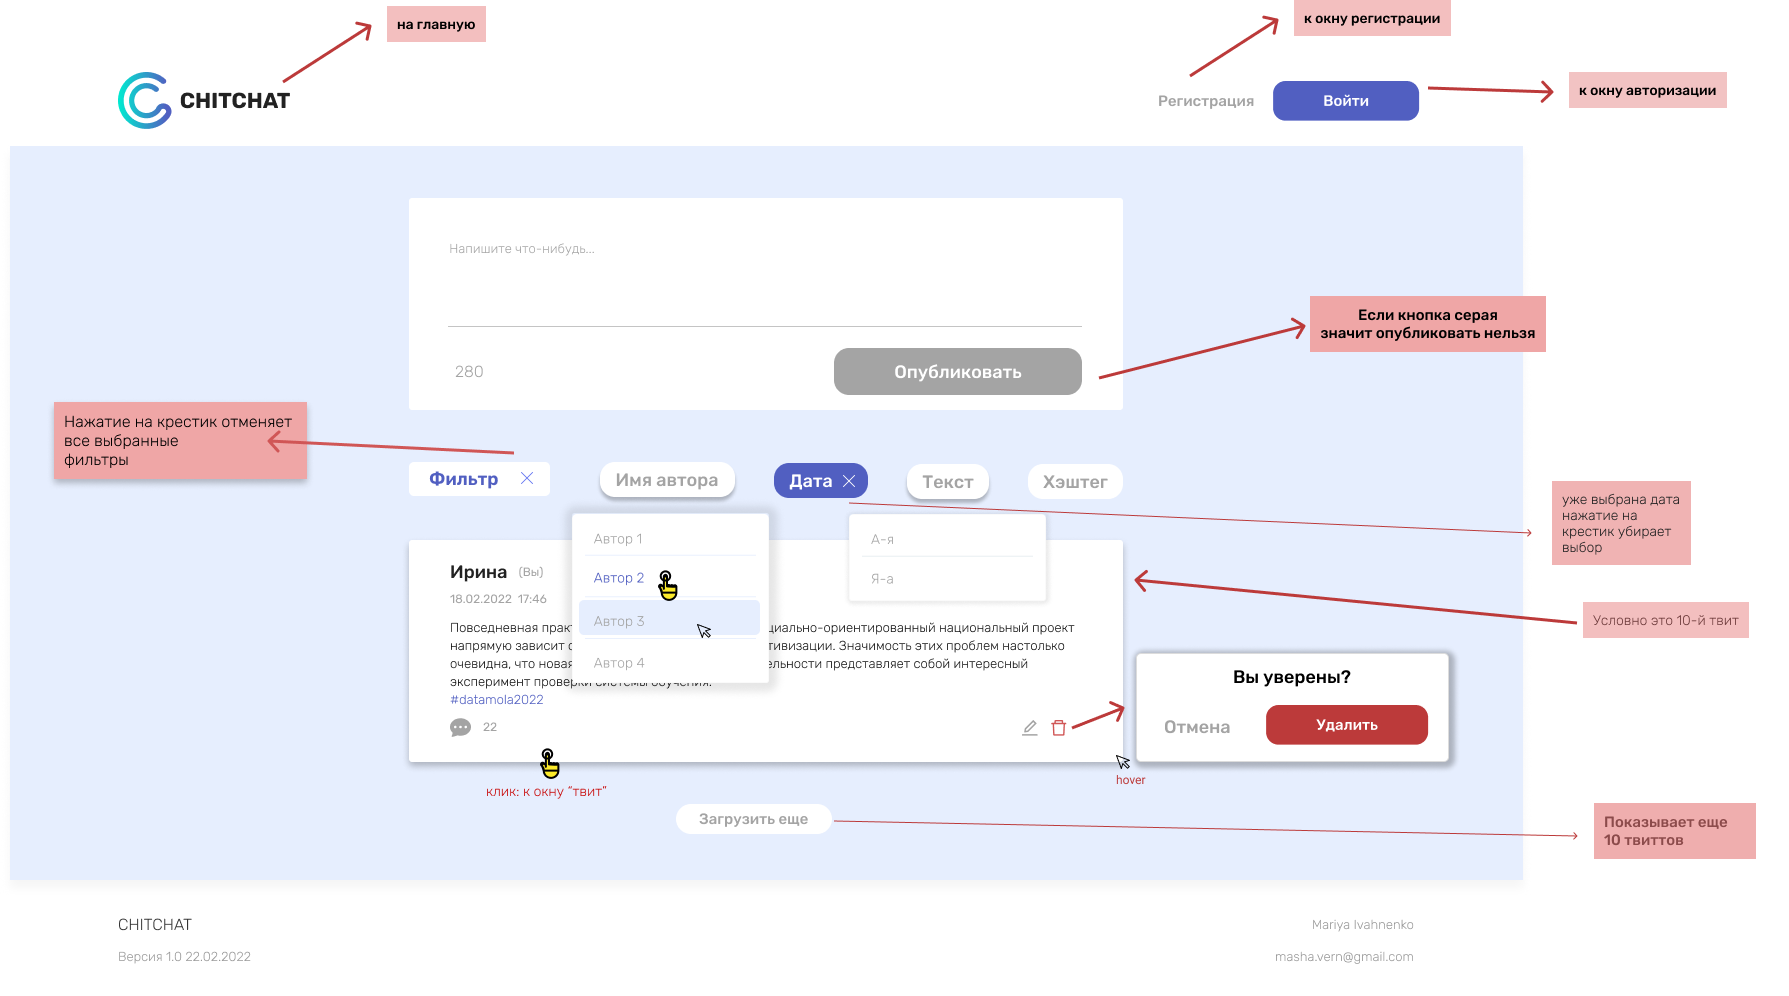 на главную
к окну регистрации
CHITCHAT
Регистрация
Войти
к окну авторизации
Напишите что-нибудь...
Если кнопка серая
значит опубликовать нельзя
280
Опубликовать
Нажатие на крестик отменяет
все выбранные
фильтры
Фильтр
Имя автора
Дата
Текст
Хэштег
уже выбрана дата
нажатие на
крестик убирает
выбор
Автор 1
Автор 2
Автор 3
Автор 4
А-я
Я-а
Ирина (Вы)
18.02.2022 17:46
Повседневная практ циально-ориентированный национальный проект
напрямую зависит с тивизации. Значимость этих проблем настолько
очевидна, что новая ельности представляет собой интересный
эксперимент проверки системы обучения.
#datamola2022
22
Условно это 10-й твит
Вы уверены?
Отмена
Удалить
hover
клик: к окну “твит”
Загрузить еще
Показывает еще
10 твиттов
CHITCHAT
Версия 1.0 22.02.2022
Mariya Ivahnenko
masha.vern@gmail.com